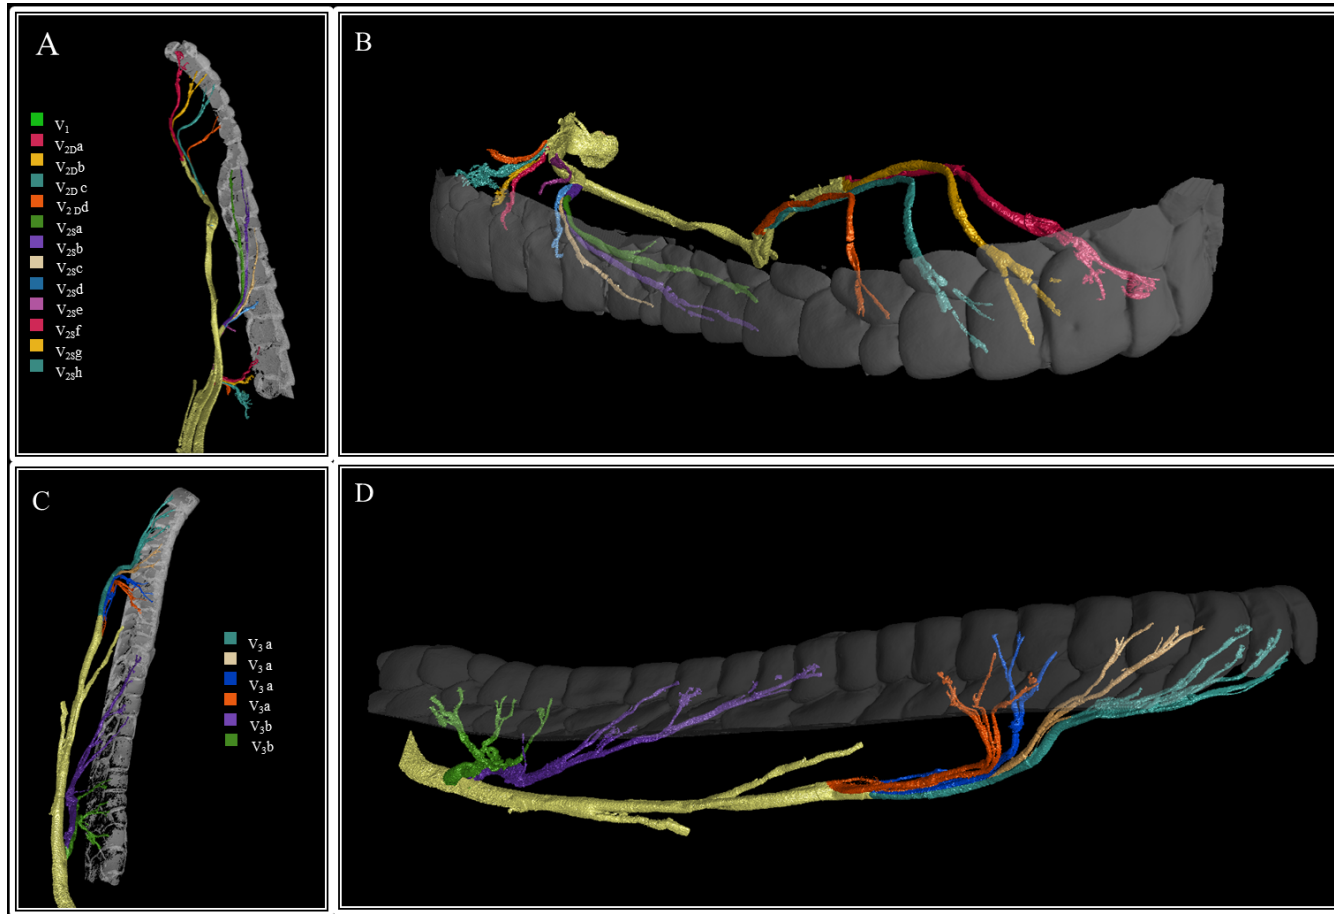 A
V1
V2Da
V2Db
V2D c
V2 Dd
V2Sa
V2Sb
V2Sc
V2Sd
V2Se
V2Sf
V2Sg
V2Sh
B
C
V3 a
V3 a
V3 a
V3a
V3b
V3b
D